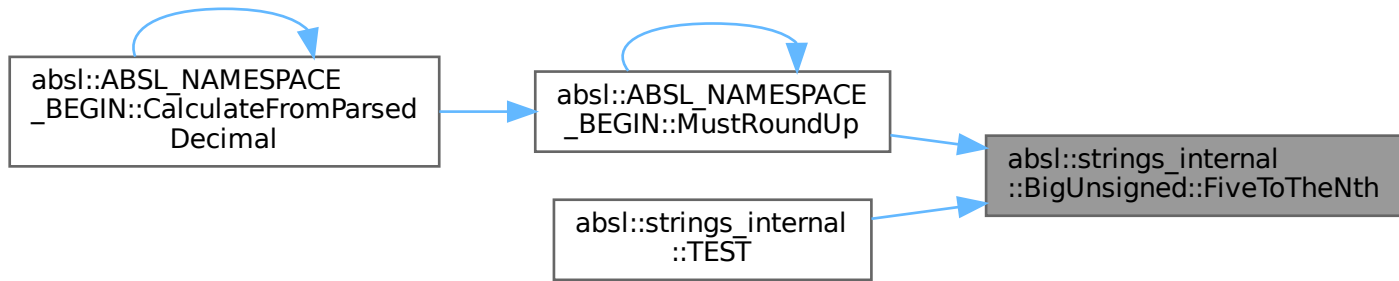 absl::ABSL_NAMESPACE
_BEGIN::CalculateFromParsed
Decimal
absl::ABSL_NAMESPACE
_BEGIN::MustRoundUp
absl::strings_internal
::TEST
absl::strings_internal
::BigUnsigned::FiveToTheNth